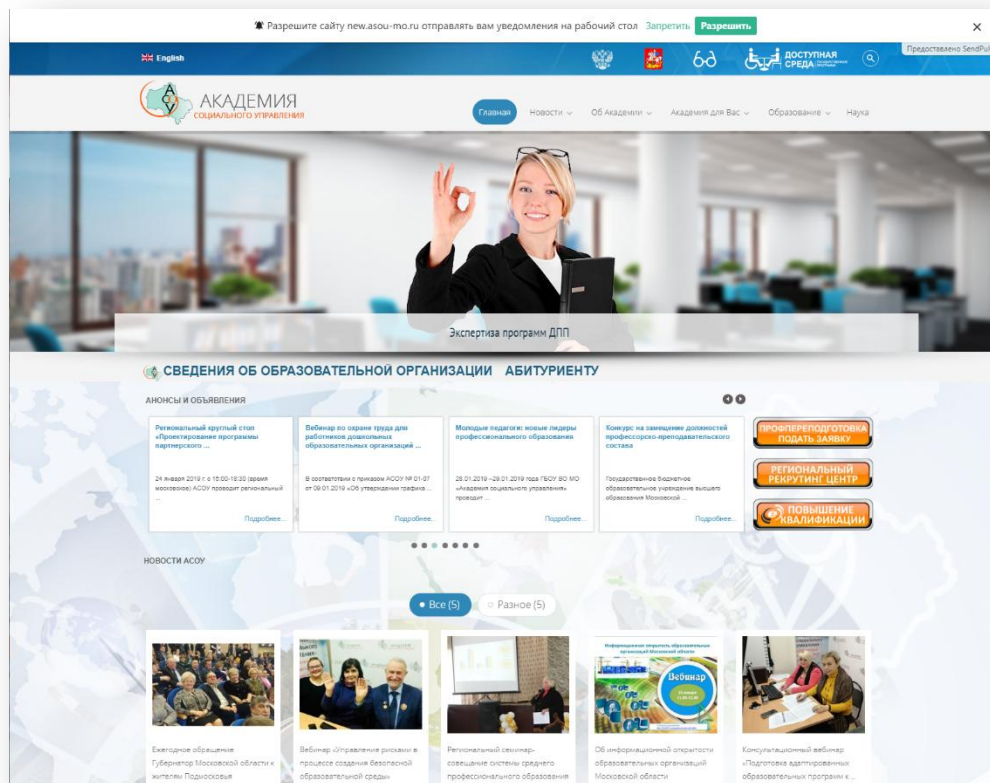 Разрешите сайту new.asou-mo.ru отправлять вам уведомления на рабочий стол Запретить Разрешить
Предоставлено SendPul
English
ДОСТУПНАЯ
СРЕДА
АСОУ
АКАДЕМИЯ
СОЦИАЛЬНОГО УПРАВЛЕНИЯ
Главная Новости Об Академии Академия для Вас Образование Наука
Экспертиза программ ДПП
СВЕДЕНИЯ ОБ ОБРАЗОВАТЕЛЬНОЙ ОРГАНИЗАЦИИ АБИТУРИЕНТУ
АНОНСЫ И ОБЪЯВЛЕНИЯ
Региональный круглый стол
«Проектирование программы
партнерского ...
24 января 2019 г. с 15:00-16:30 (время
московское) АСОУ проводит региональный
...
Подробнее...
Вебинар по охране труда для
работников дошкольных
образовательных организаций ...
В соответствии с приказом АСОУ № 01-07
от 09.01.2019 «Об утверждении графика ...
Подробнее...
Молодые педагоги: новые лидеры
профессионального образования
28.01.2019 –29.01.2019 года ГБОУ ВО МО
«Академия социального управления»
проводит ...
Подробнее...
Конкурс на замещение должностей
профессорско-преподавательского
состава
Государственное бюджетное
образовательное учреждение высшего
образования Московской ...
Подробнее...
ПРОФПЕРЕПОДГОТОВКА
ПОДАТЬ ЗАЯВКУ
РЕГИОНАЛЬНЫЙ
РЕКРУТИНГ ЦЕНТР
ПОВЫШЕНИЕ
КВАЛИФИКАЦИИ
НОВОСТИ АСОУ
Все (5) Разное (5)
Информационная открытость образовательных
организаций Московской области
Вебинар
Ежегодное обращение
Губернатор Московской области к
жителям Подмосковья
Вебинар «Управление рисками в
процессе создания безопасной
образовательной среды»
Региональный семинар-
совещание системы среднего
профессионального образования
Об информационной открытости
образовательных организаций
Московской области
Консультационный вебинар
«Подготовка адаптированных
образовательных программ к ...